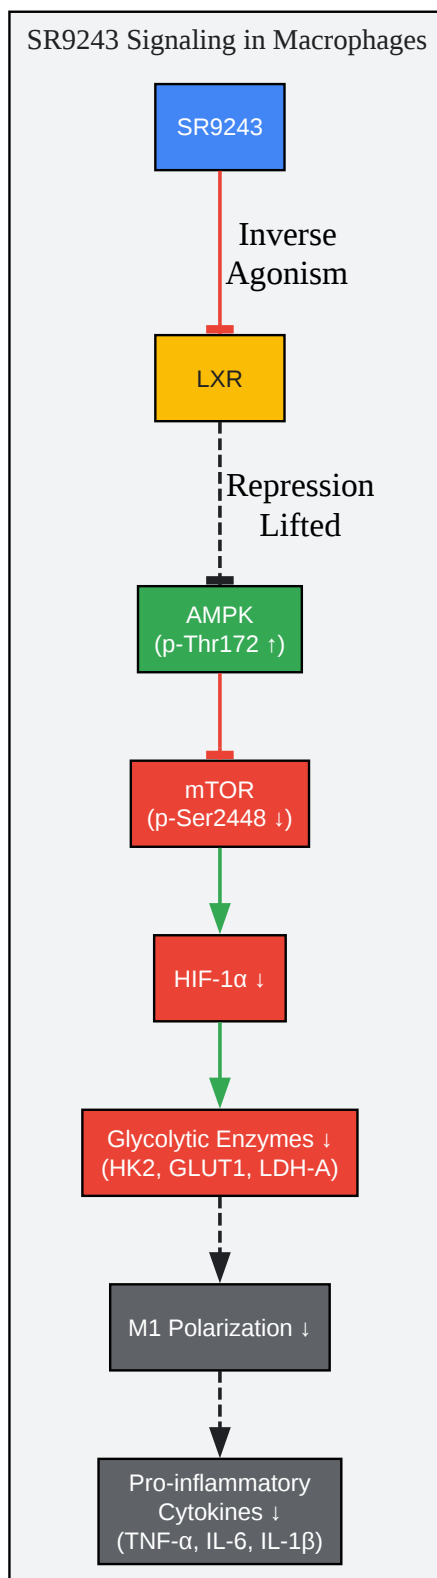 SR9243 Signaling in Macrophages
SR9243
Inverse
Agonism
LXR
Repression
Lifted
AMPK
(p-Thr172 ↑)
mTOR
(p-Ser2448 ↓)
HIF-1α ↓
Glycolytic Enzymes ↓
(HK2, GLUT1, LDH-A)
M1 Polarization ↓
Pro-inflammatory
Cytokines ↓
(TNF-α, IL-6, IL-1β)